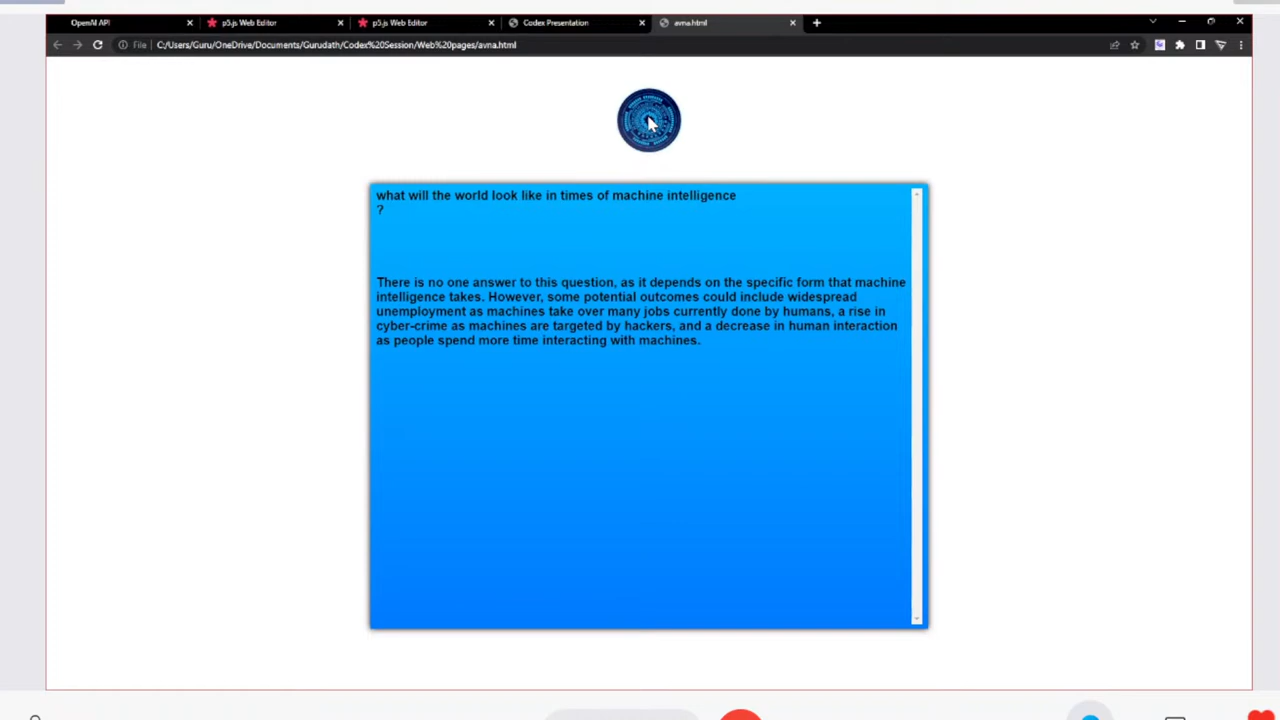 OpenAI API
p5.js Web Editor
p5.js Web Editor
Codex Presentation
avna.html
File
C:/Users/Guru/OneDrive/Documents/Gurudath/Codex%20Session/Web%20pages/avna.html
what will the world look like in times of machine intelligence
?
There is no one answer to this question, as it depends on the specific form that machine
intelligence takes. However, some potential outcomes could include widespread
unemployment as machines take over many jobs currently done by humans, a rise in
cyber-crime as machines are targeted by hackers, and a decrease in human interaction
as people spend more time interacting with machines.